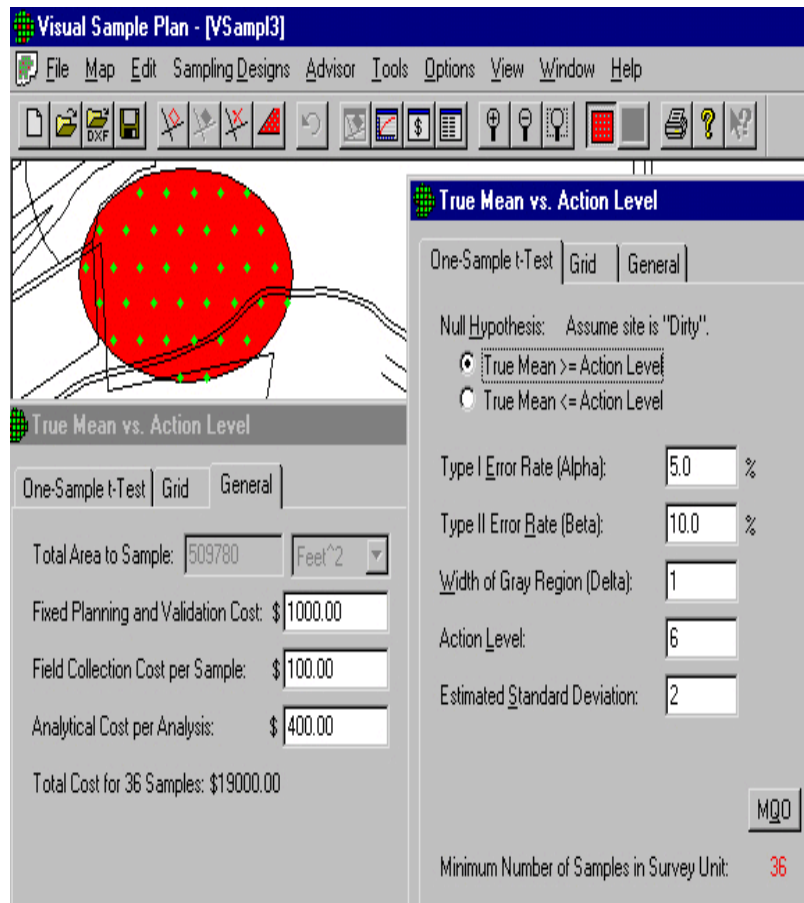 Visual Sample Plan - [VSampl3]
File Map Edit Sampling Designs Advisor Tools Options View Window Help
DXF $ ?
True Mean vs. Action Level
One-Sample t-Test Grid General
Null Hypothesis: Assume site is "Dirty".
True Mean >= Action Level
True Mean <= Action Level
Type I Error Rate (Alpha): 5.0 %
Type II Error Rate (Beta): 10.0 %
Width of Gray Region (Delta): 1
Action Level: 6
Estimated Standard Deviation: 2
MQO
Minimum Number of Samples in Survey Unit: 36
True Mean vs. Action Level
One-Sample t-Test Grid General
Total Area to Sample: 509780 Feet^2
Fixed Planning and Validation Cost: $ 1000.00
Field Collection Cost per Sample: $ 100.00
Analytical Cost per Analysis: $ 400.00
Total Cost for 36 Samples: $19000.00